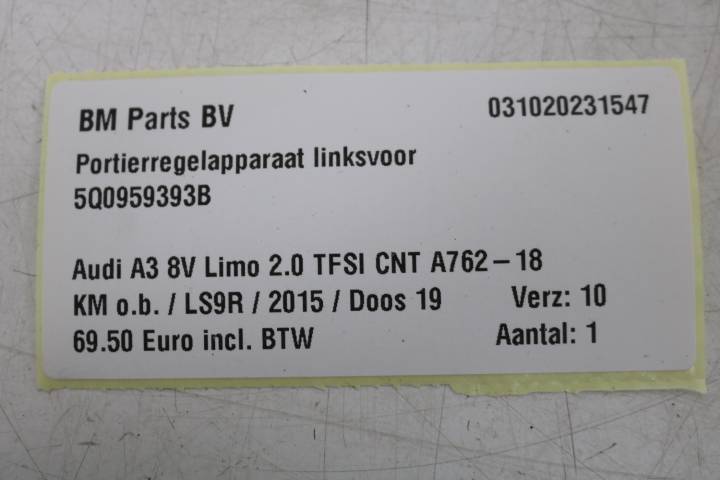 BM Parts BV 031020231547
Portierregelapparaat linksvoor
5Q0959393B
Audi A3 8V Limo 2.0 TFSI CNT A762-18
KM o.b. / LS9R / 2015 / Doos 19 Verz: 10
69.50 Euro incl. BTW Aantal: 1